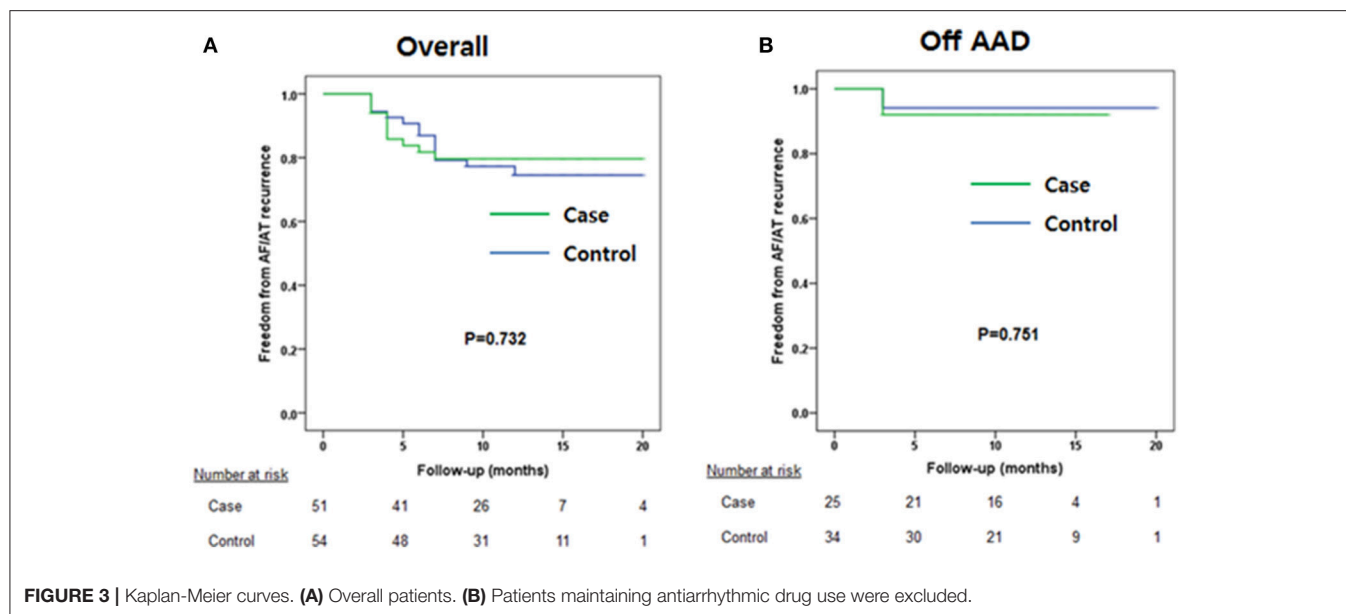 A
Overall
Freedom from AF/AT recurrence
1.0
0.8
0.6
0.4
0.2
0.0
Case
Control
P=0.732
0 5 10 15 20
Follow-up (months)
Number at risk
Case 51 41 26 7 4
Control 54 48 31 11 1
B
Off AAD
Freedom from AF/AT recurrence
1.0
0.8
0.6
0.4
0.2
0.0
Case
Control
P=0.751
0 5 10 15 20
Follow-up (months)
Number at risk
Case 25 21 16 4 1
Control 34 30 21 9 1
FIGURE 3 | Kaplan-Meier curves. (A) Overall patients. (B) Patients maintaining antiarrhythmic drug use were excluded.